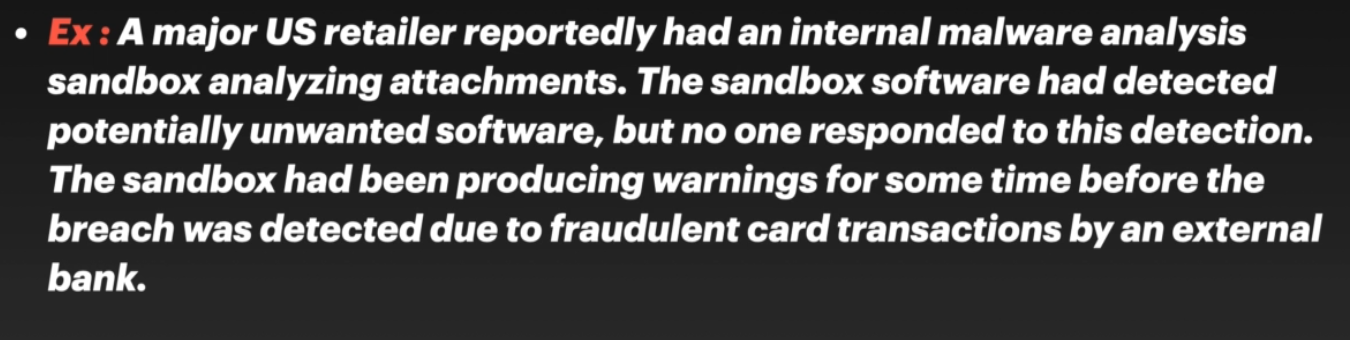 • Ex : A major US retailer reportedly had an internal malware analysis
sandbox analyzing attachments. The sandbox software had detected
potentially unwanted software, but no one responded to this detection.
The sandbox had been producing warnings for some time before the
breach was detected due to fraudulent card transactions by an external
bank.